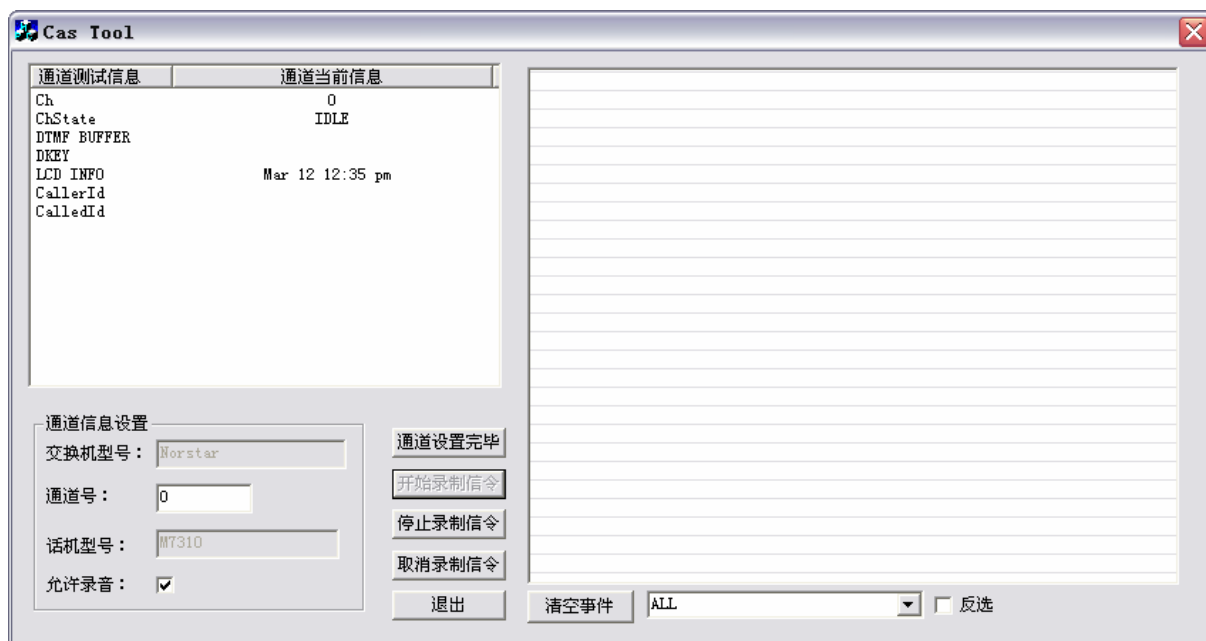 Cas Tool
通道测试信息 通道当前信息
Ch 0
ChState IDLE
DTMF BUFFER
DKEY
LCD INFO Mar 12 12:35 pm
CallerId
CalledId
通道信息设置
交换机型号： Norstar
通道号： 0
话机型号： M7310
允许录音：
通道设置完毕
开始录制信令
停止录制信令
取消录制信令
退出
清空事件 ALL 反选